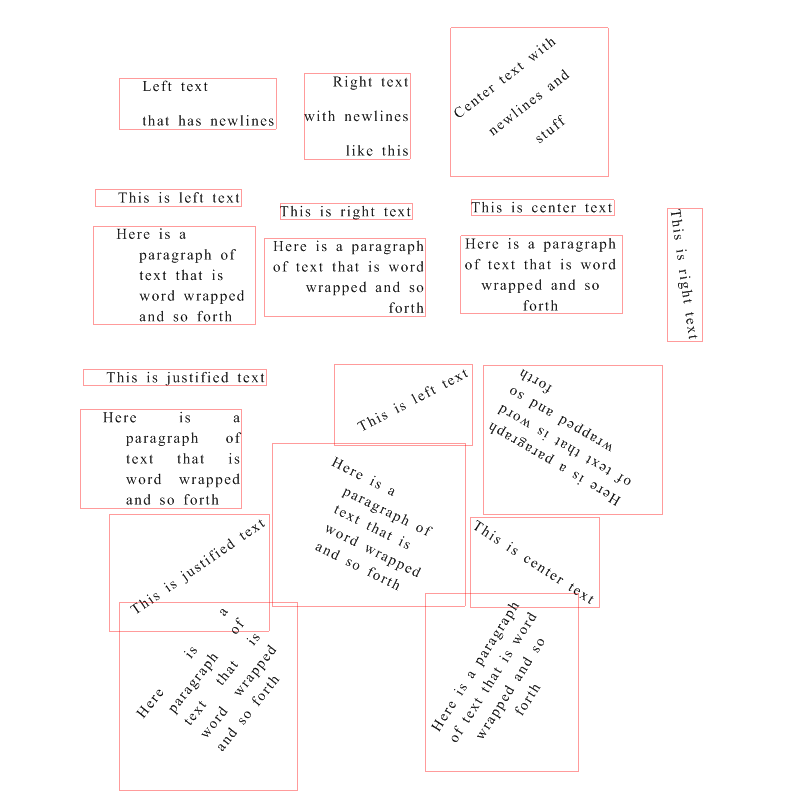 Left text
that has newlines
Right text
with newlines
like this
Center text with
newlines and
stuff
This is left text
This is right text
This is center text
This is right text
Here is a
paragraph of
text that is
word wrapped
and so forth
Here is a paragraph
of text that is word
wrapped and so
forth
Here is a paragraph
of text that is word
wrapped and so
forth
This is justified text
This is left text
Here is a paragraph
of text that is word
wrapped and so
forth
Here is a
paragraph of
text that is
word wrapped
and so forth
Here is a
paragraph of
text that is
word wrapped
and so forth
This is justified text
This is center text
Here is a
paragraph of
text that is
word wrapped
and so forth
Here is a paragraph
of text that is word
wrapped and so
forth